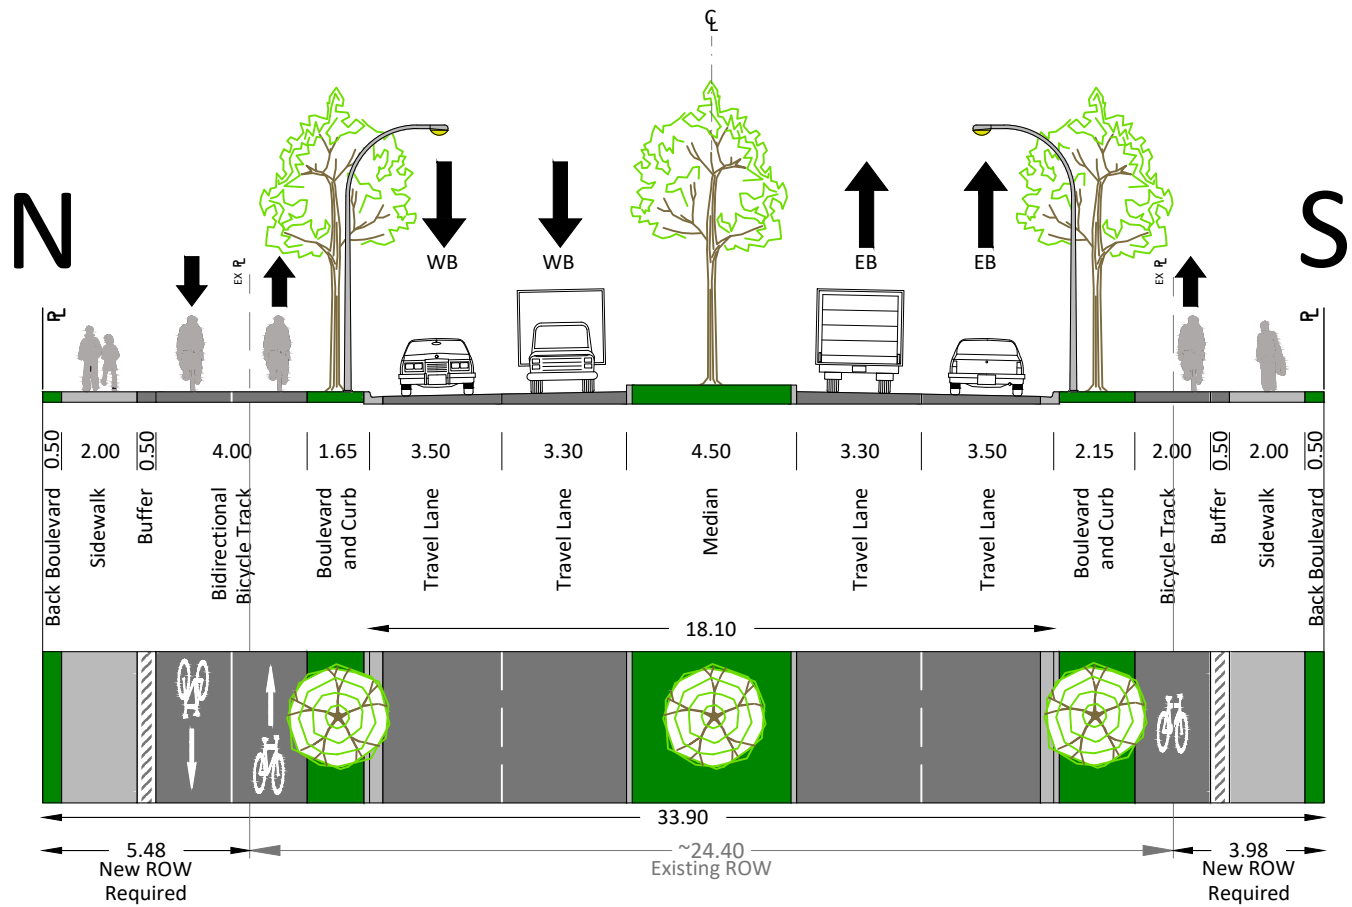 ℄
N
S
WB
WB
EB
EB
EX ℞
EX ℞
℞
℞
0.50
2.00
0.50
4.00
1.65
3.50
3.30
4.50
3.30
3.50
2.15
2.00
0.50
2.00
0.50
Back Boulevard
Sidewalk
Buffer
Bidirectional
Bicycle Track
Boulevard
and Curb
Travel Lane
Travel Lane
Median
Travel Lane
Travel Lane
Boulevard
and Curb
Bicycle Track
Buffer
Sidewalk
Back Boulevard
18.10
33.90
5.48
New ROW
Required
~24.40
Existing ROW
3.98
New ROW
Required